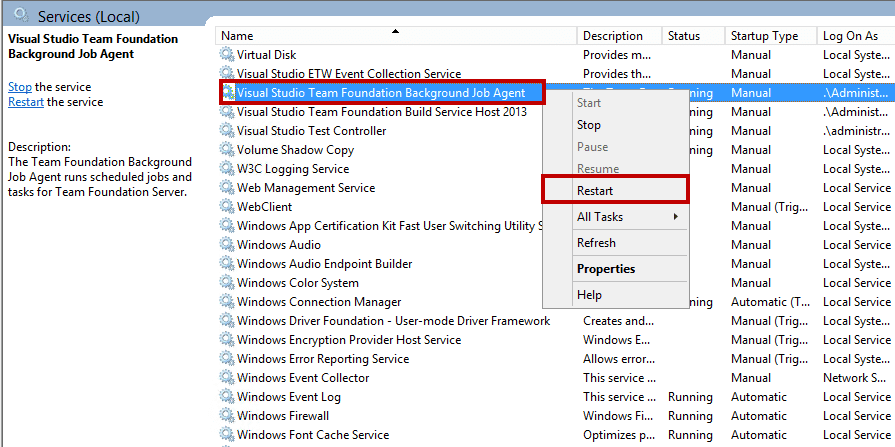 Services (Local)
Visual Studio Team Foundation
Background Job Agent
Stop the service
Restart the service
Description:
The Team Foundation Background
Job Agent runs scheduled jobs and
tasks for Team Foundation Server.
Name Description Status Startup Type Log On As
Virtual Disk Provides m... Manual Local Syste...
Visual Studio ETW Event Collection Service Provides th... Manual Local Syste...
Visual Studio Team Foundation Background Job Agent Manual .\Administ...
Visual Studio Team Foundation Build Service Host 2013 Manual .\Administ...
Visual Studio Test Controller Manual .\administr...
Volume Shadow Copy Manual Local Syste...
W3C Logging Service Manual Local Syste...
Web Management Service Manual Local Service
WebClient Manual (Trig... Local Service
Windows App Certification Kit Fast User Switching Utility S Manual Local Syste...
Windows Audio Manual Local Service
Windows Audio Endpoint Builder Manual Local Syste...
Windows Color System Manual Local Service
Windows Connection Manager Automatic (T... Local Service
Windows Driver Foundation - User-mode Driver Framework Creates and... Manual (Trig... Local Syste...
Windows Encryption Provider Host Service Windows E... Manual (Trig... Local Service
Windows Error Reporting Service Allows error... Manual (Trig... Local Syste...
Windows Event Collector This service ... Manual Network S...
Windows Event Log This service ... Running Automatic Local Service
Windows Firewall Windows Fi... Running Automatic Local Service
Windows Font Cache Service Optimizes p... Running Automatic Local Service
Start
Stop
Pause
Resume
Restart
All Tasks
Refresh
Properties
Help